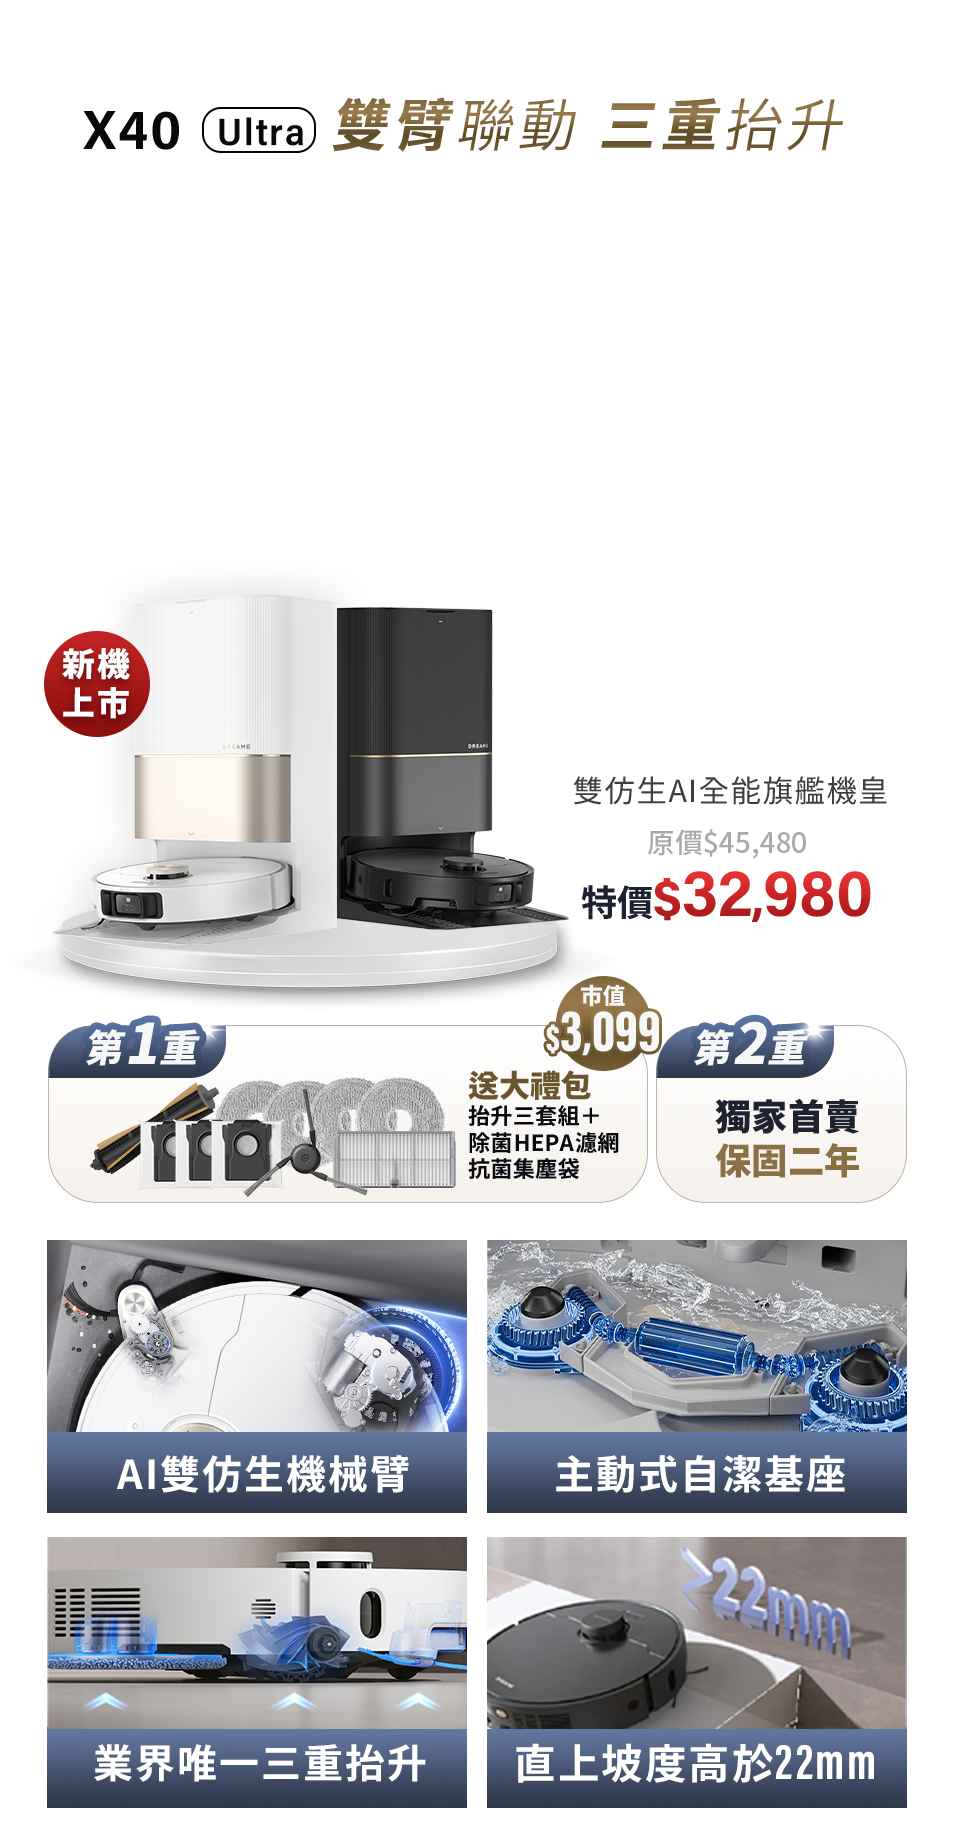 X40 Ultra 雙臂聯動 三重抬升
新機
上市
DREAME
DREAME
雙仿生AI全能旗艦機皇
原價$45,480
特價$32,980
市值
$3,099
第1重
送大禮包
抬升三套組+
除菌HEPA濾網
抗菌集塵袋
第2重
獨家首賣
保固二年
AI雙仿生機械臂
主動式自潔基座
>22mm
業界唯一三重抬升
直上坡度高於22mm